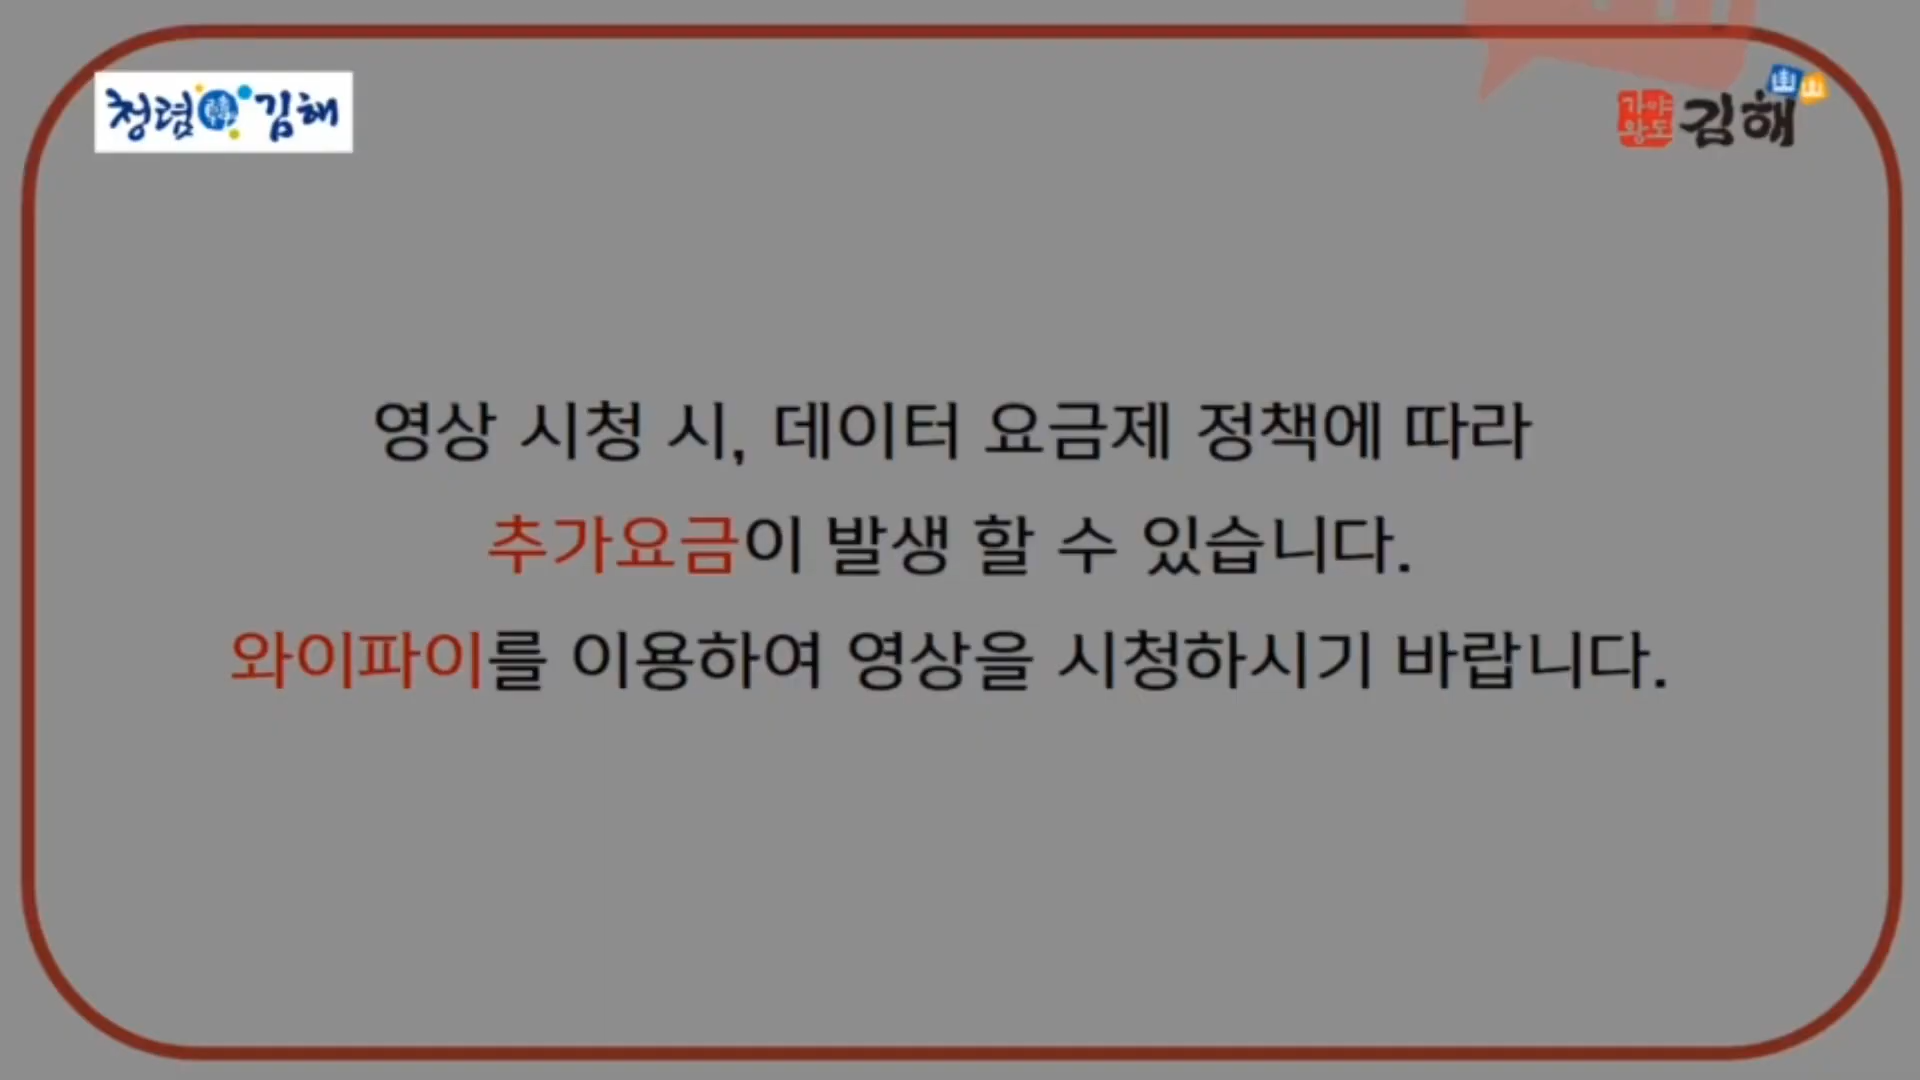 청렴韓김해
가야
왕도
김해
영상 시청 시, 데이터 요금제 정책에 따라
추가요금이 발생 할 수 있습니다.
와이파이를 이용하여 영상을 시청하시기 바랍니다.